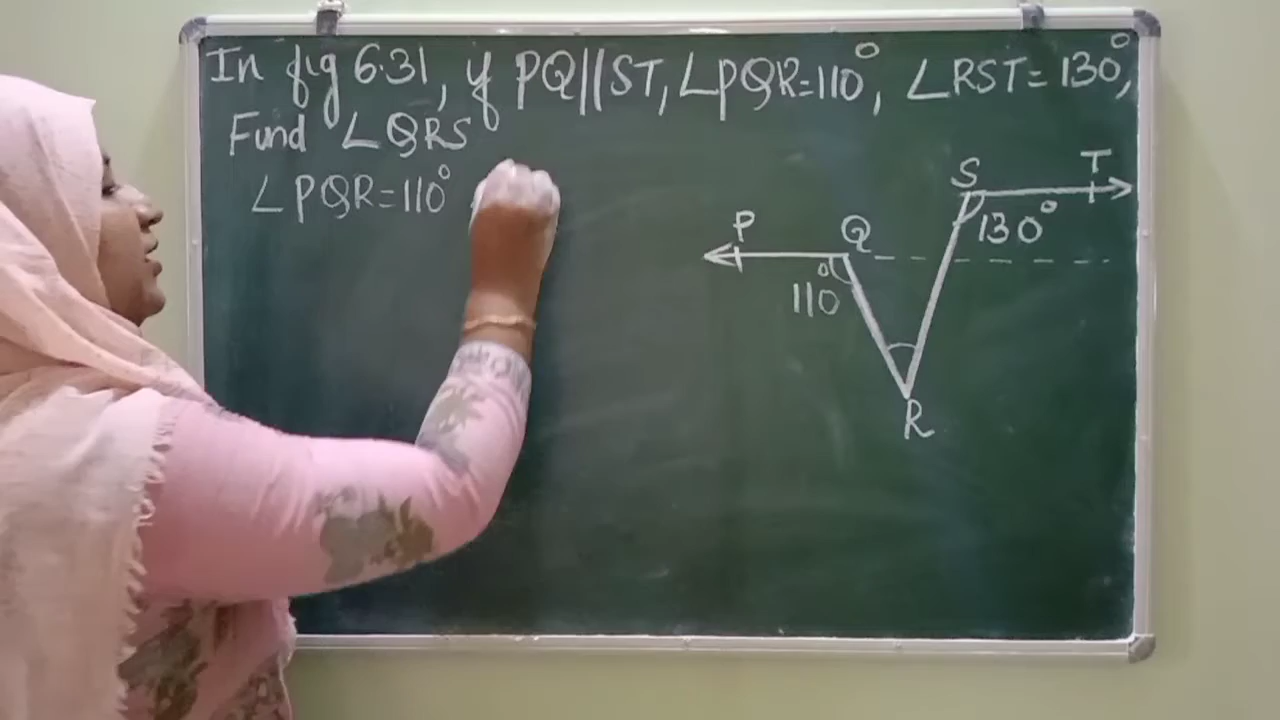 In fig 6.31, if PQ||ST, ∠PQR=110°, ∠RST=130°,
Find ∠QRS
∠PQR=110°
S T
130°
P Q
110°
R